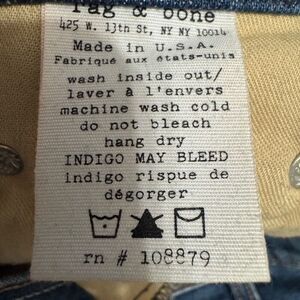 rag & bone
425 W. 13th St, NY NY 10014
Made in U.S.A.
Fabriqué aux états-unis
wash inside out/
laver à l'envers
machine wash cold
do not bleach
hang dry
INDIGO MAY BLEED
indigo risque de
dégorger
rn # 108879